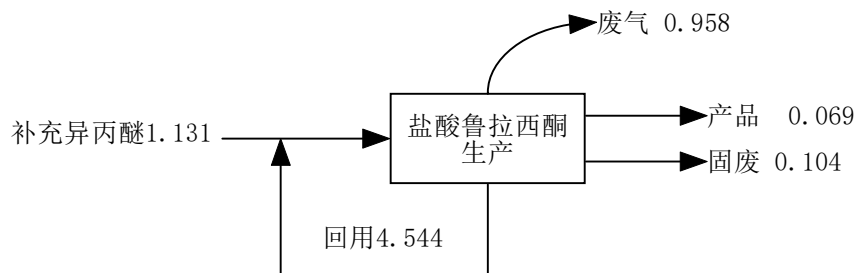 废气 0.958
补充异丙醚1.131
盐酸鲁拉西酮
生产
产品 0.069
固废 0.104
回用4.544